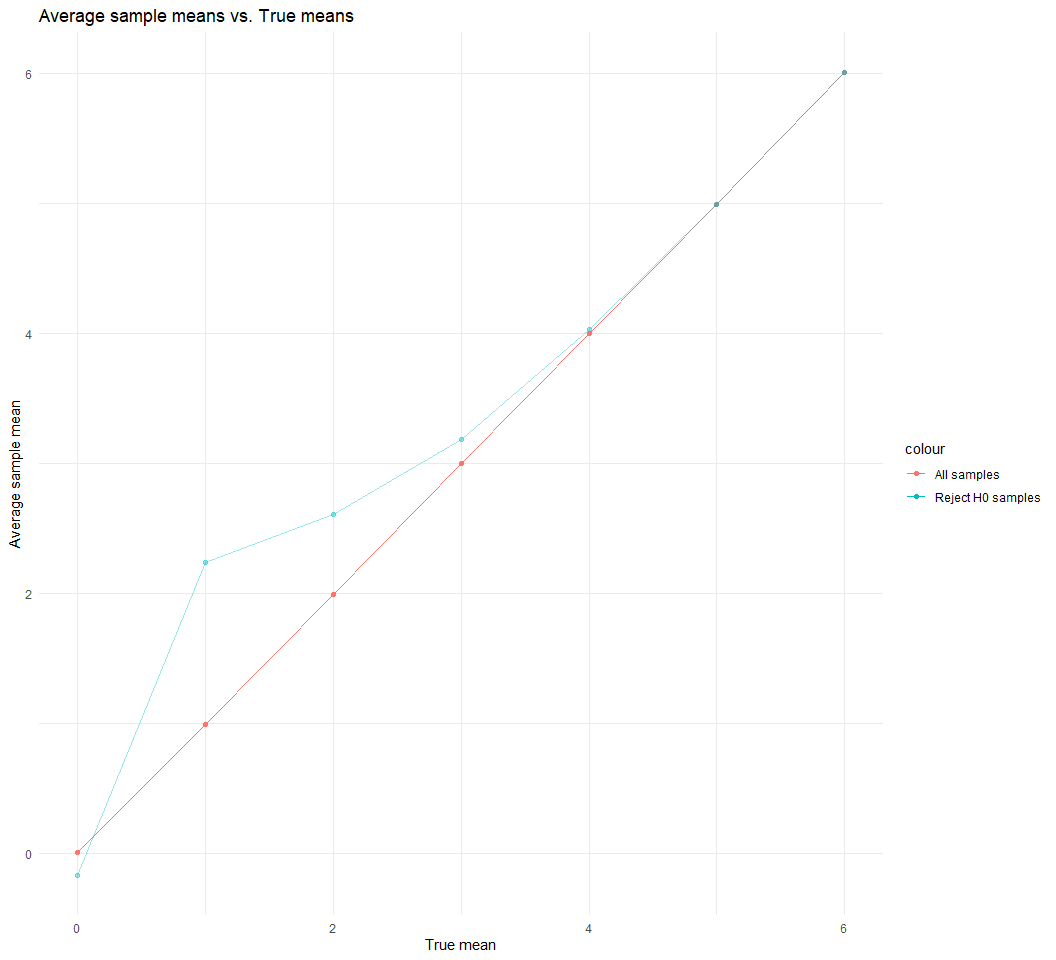 Average sample means vs. True means
Average sample mean
6
4
2
0
0 2 4 6
True mean
colour
All samples
Reject H0 samples